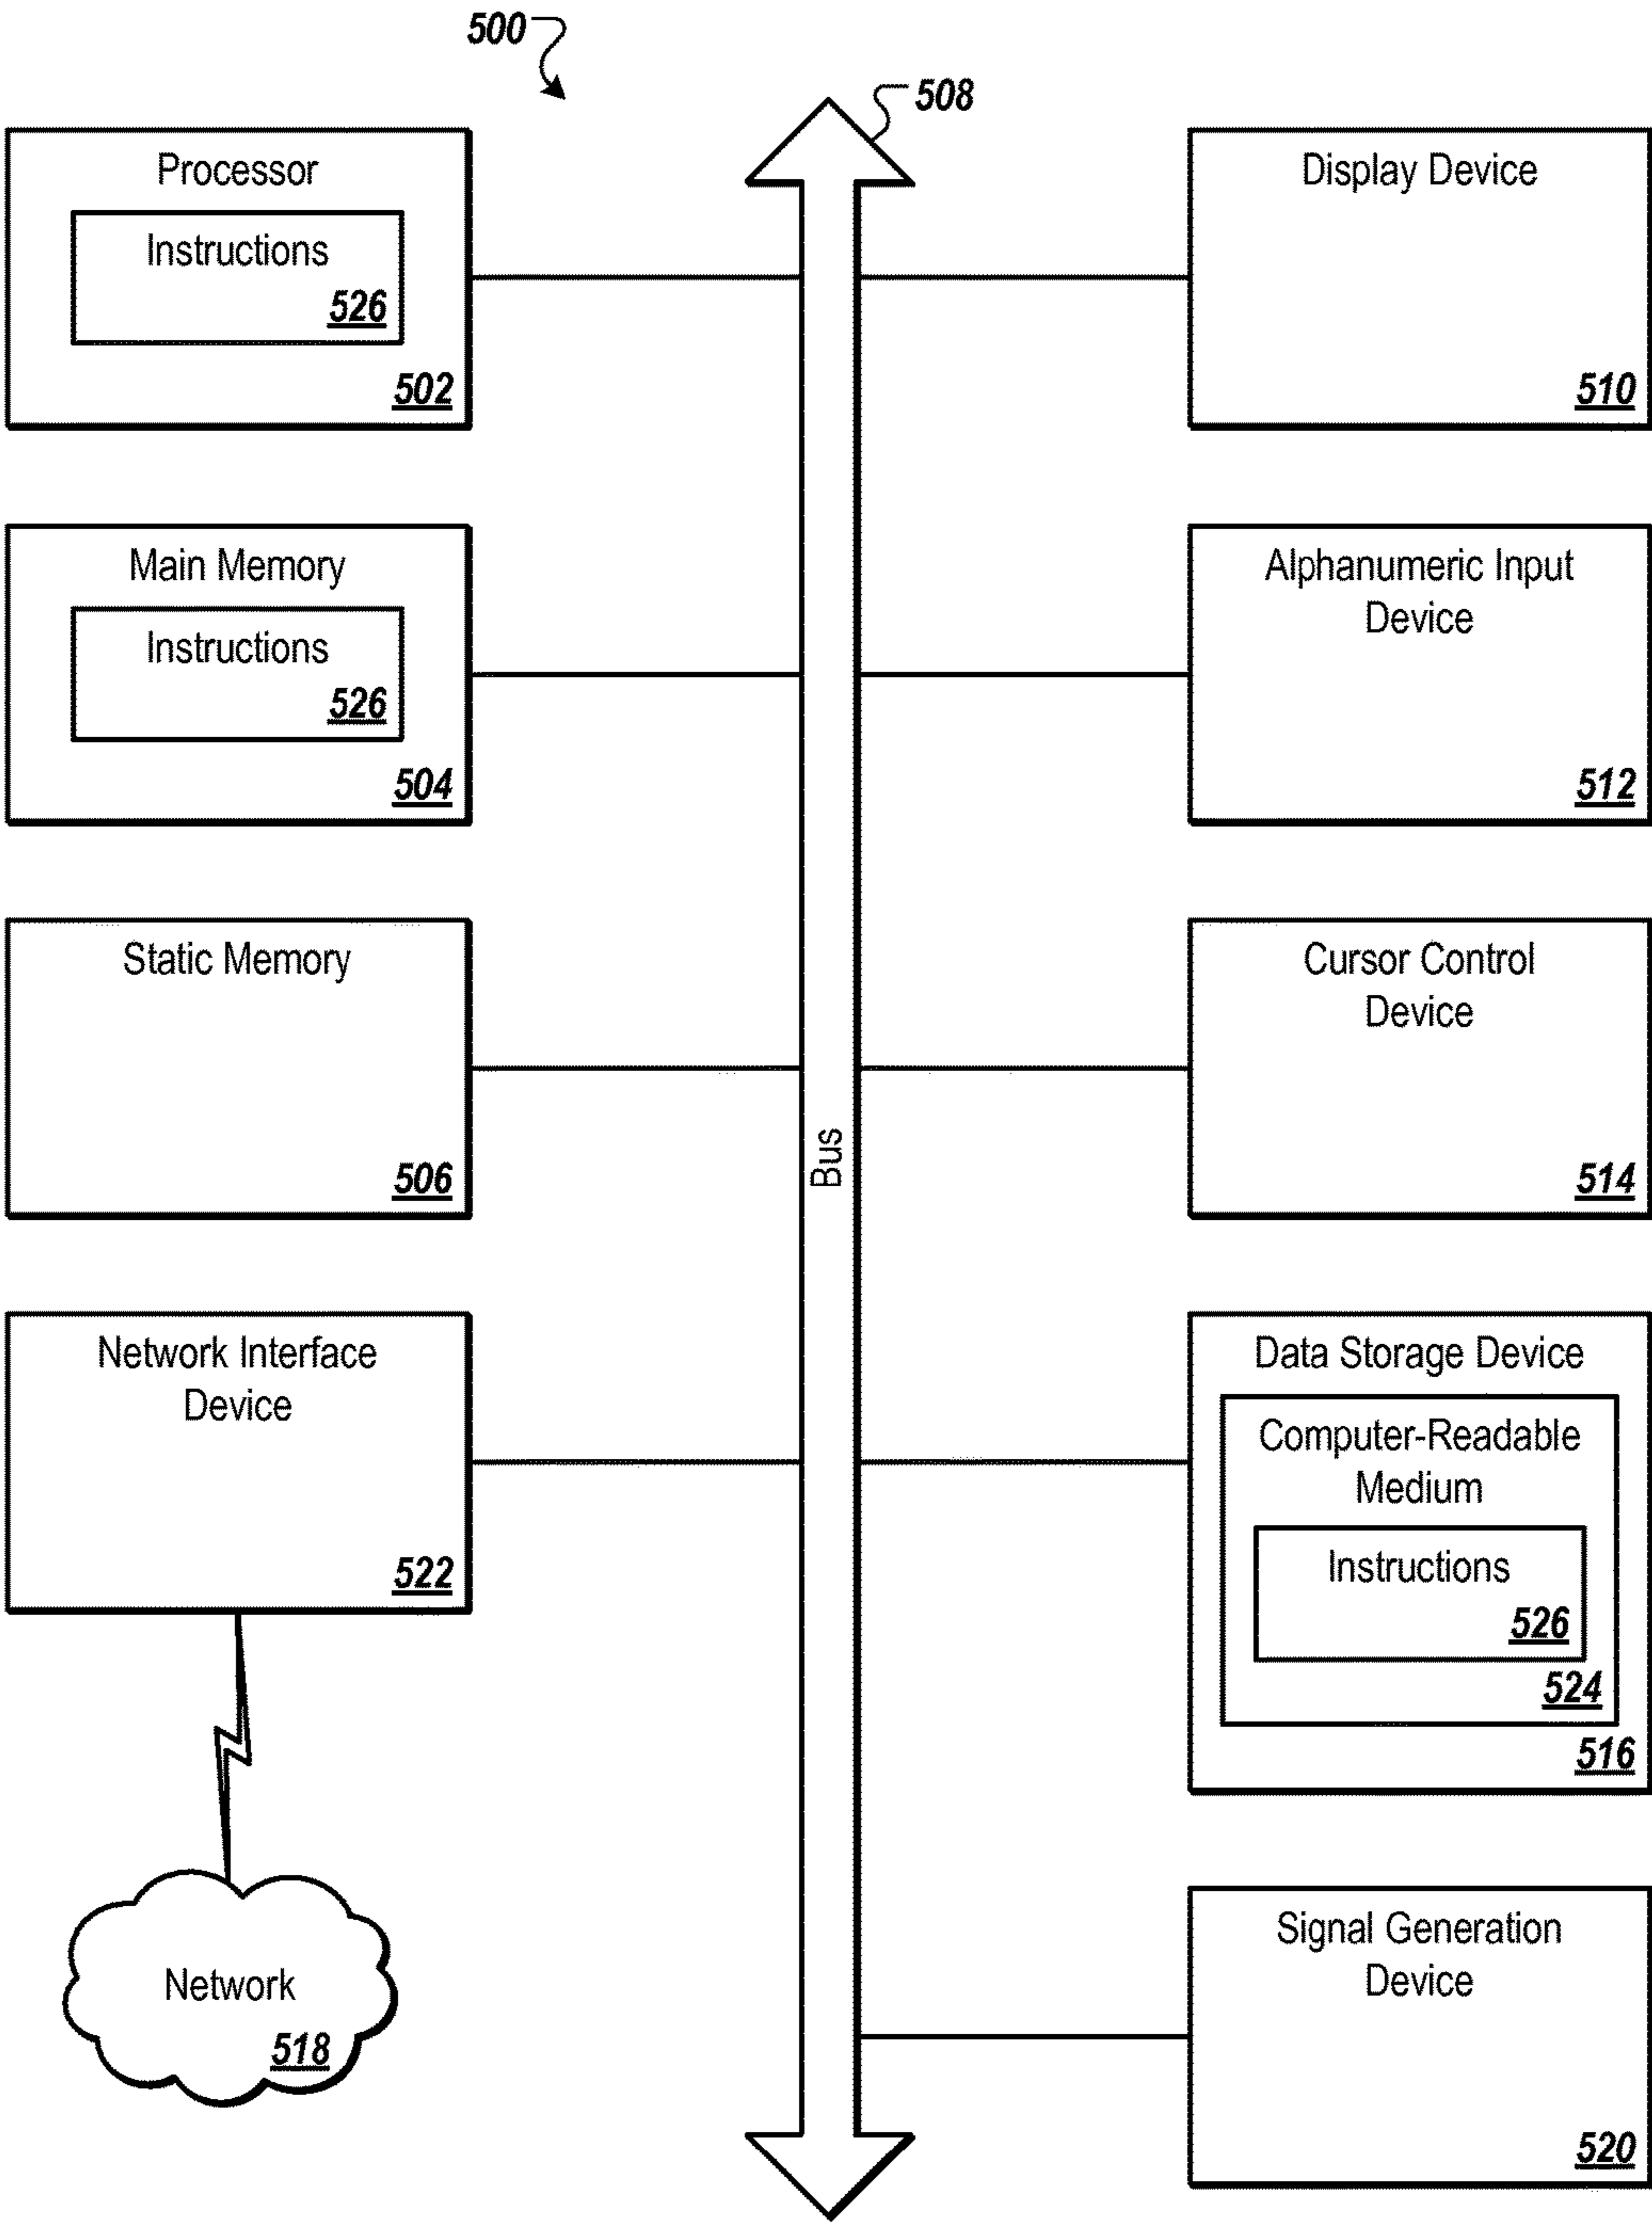 500
508
Processor
Instructions
526
502
Display Device
510
Main Memory
Instructions
526
504
Alphanumeric Input
Device
512
Static Memory
506
Cursor Control
Device
514
Bus
Network Interface
Device
522
Data Storage Device
Computer-Readable
Medium
Instructions
526
524
516
Network
518
Signal Generation
Device
520